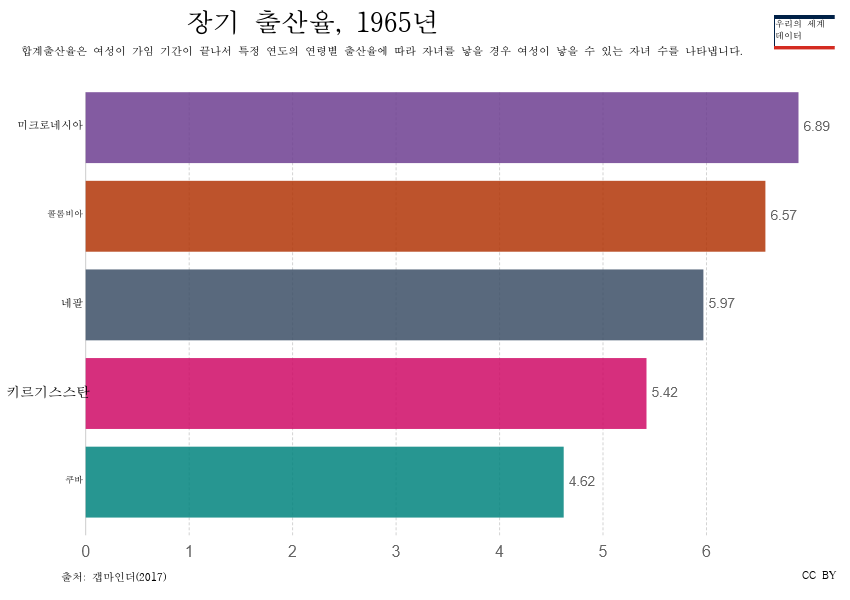 장기 출산율, 1965년
합계출산율은 여성이 가임 기간이 끝나서 특정 연도의 연령별 출산율에 따라 자녀를 낳을 경우 여성이 낳을 수 있는 자녀 수를 나타냅니다.
우리의 세계
데이터
미크로네시아
6.89
콜롬비아
6.57
네팔
5.97
키르기스스탄
5.42
쿠바
4.62
0 1 2 3 4 5 6
출처: 갭마인더(2017)
CC BY